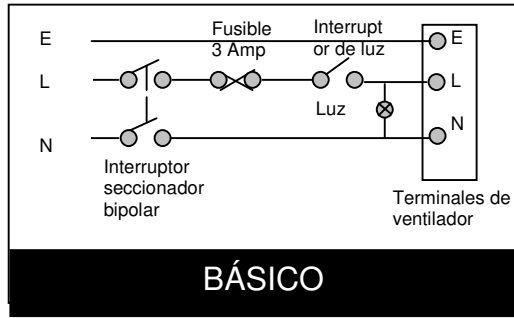 Fusible
3 Amp
Interrupt
or de luz
E
E
L
L
Luz
N
N
Interruptor
seccionador
bipolar
Terminales de
ventilador
BÁSICO